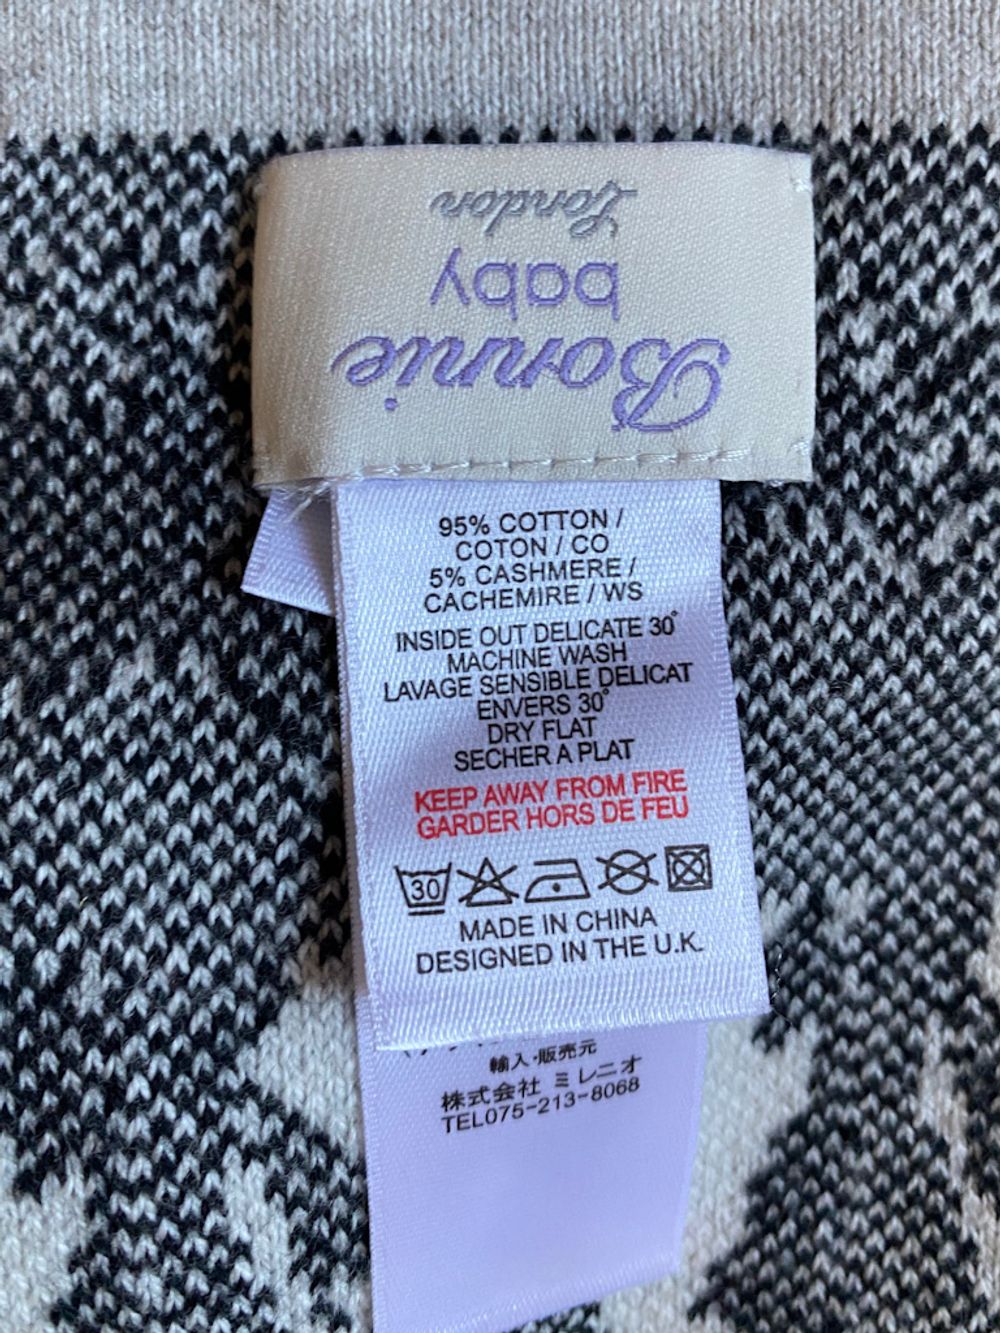 Bonnie
baby
London
95% COTTON /
COTON / CO
5% CASHMERE /
CACHEMIRE / WS
INSIDE OUT DELICATE 30°
MACHINE WASH
LAVAGE SENSIBLE DELICAT
ENVERS 30°
DRY FLAT
SECHER A PLAT
KEEP AWAY FROM FIRE
GARDER HORS DE FEU
30
MADE IN CHINA
DESIGNED IN THE U.K.
輸入・販売元
株式会社 ミレニオ
TEL075-213-8068